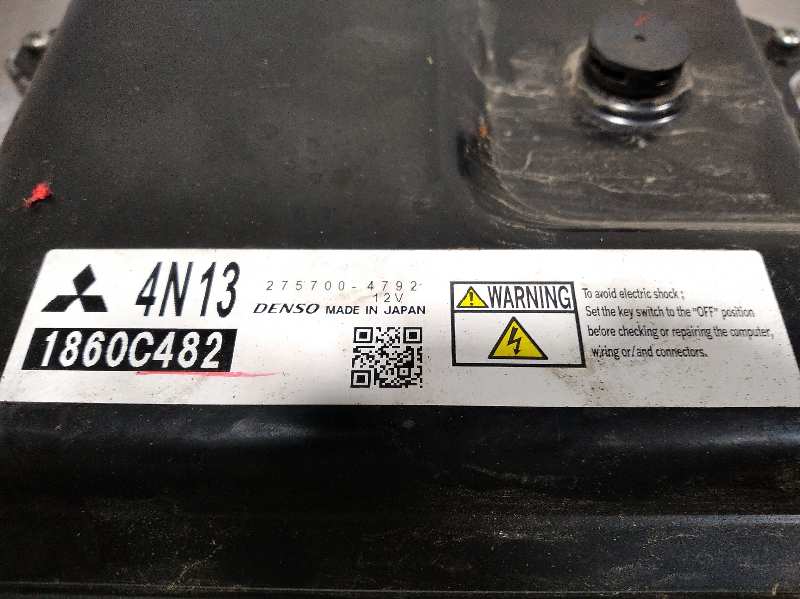 4N13
1860C482
275700-4792
12V
DENSO MADE IN JAPAN
WARNING
To avoid electric shock;
Set the key switch to the "OFF" position
before checking or repairing the computer,
wiring or/and connectors.